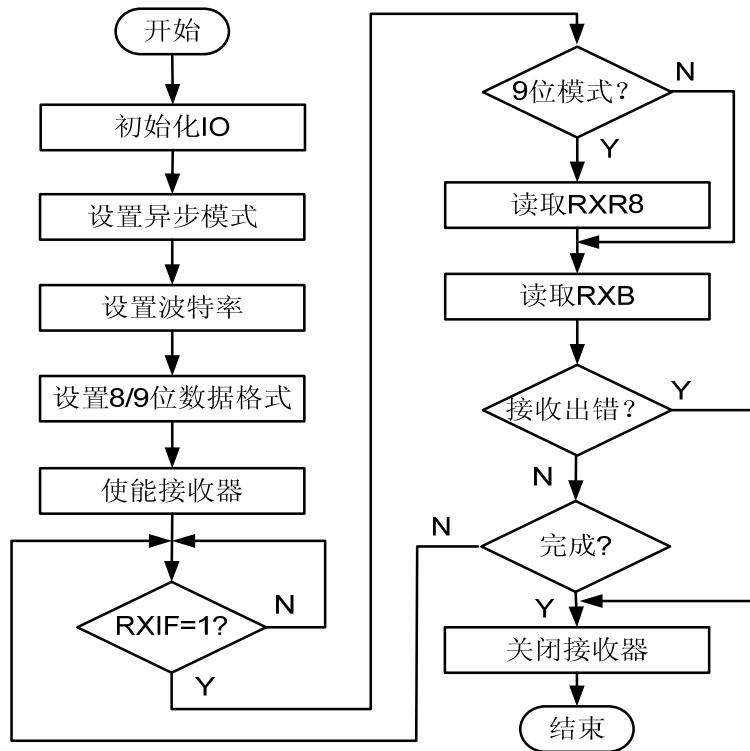 开始
初始化IO
设置异步模式
设置波特率
设置8/9位数据格式
使能接收器
RXIF=1?
N
Y
9位模式?
N
Y
读取RXR8
读取RXB
接收出错?
Y
N
完成?
N
Y
关闭接收器
结束